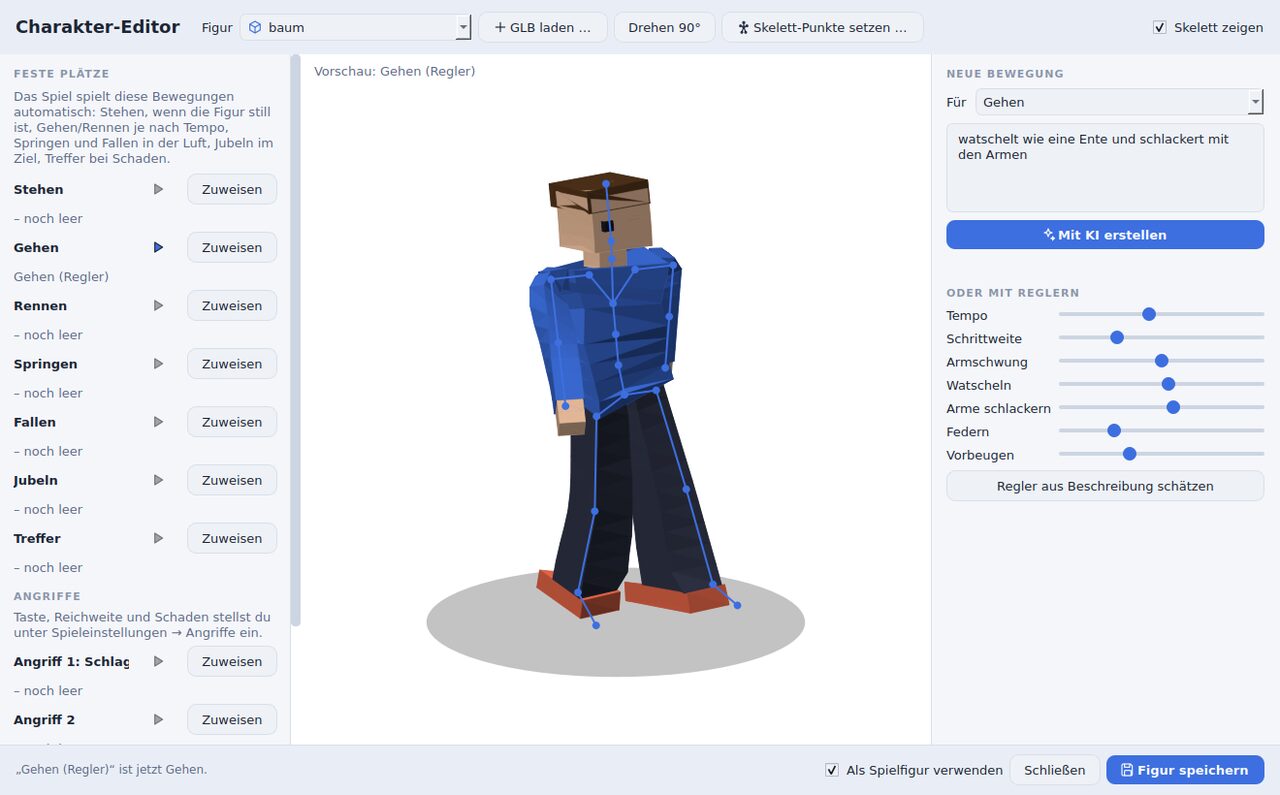 Charakter-Editor
Figur
baum
GLB laden ...
Drehen 90°
Skelett-Punkte setzen ...
Skelett zeigen
FESTE PLÄTZE
Das Spiel spielt diese Bewegungen
automatisch: Stehen, wenn die Figur still
ist, Gehen/Rennen je nach Tempo,
Springen und Fallen in der Luft, Jubeln im
Ziel, Treffer bei Schaden.
Stehen
Zuweisen
– noch leer
Gehen
Zuweisen
Gehen (Regler)
Rennen
Zuweisen
– noch leer
Springen
Zuweisen
– noch leer
Fallen
Zuweisen
– noch leer
Jubeln
Zuweisen
– noch leer
Treffer
Zuweisen
– noch leer
ANGRIFFE
Taste, Reichweite und Schaden stellst du
unter Spieleinstellungen → Angriffe ein.
Angriff 1: Schlag
Zuweisen
– noch leer
Angriff 2
Zuweisen
Vorschau: Gehen (Regler)
NEUE BEWEGUNG
Für
Gehen
watschelt wie eine Ente und schlackert mit
den Armen
Mit KI erstellen
ODER MIT REGLERN
Tempo
Schrittweite
Armschwung
Watscheln
Arme schlackern
Federn
Vorbeugen
Regler aus Beschreibung schätzen
„Gehen (Regler)“ ist jetzt Gehen.
Als Spielfigur verwenden
Schließen
Figur speichern